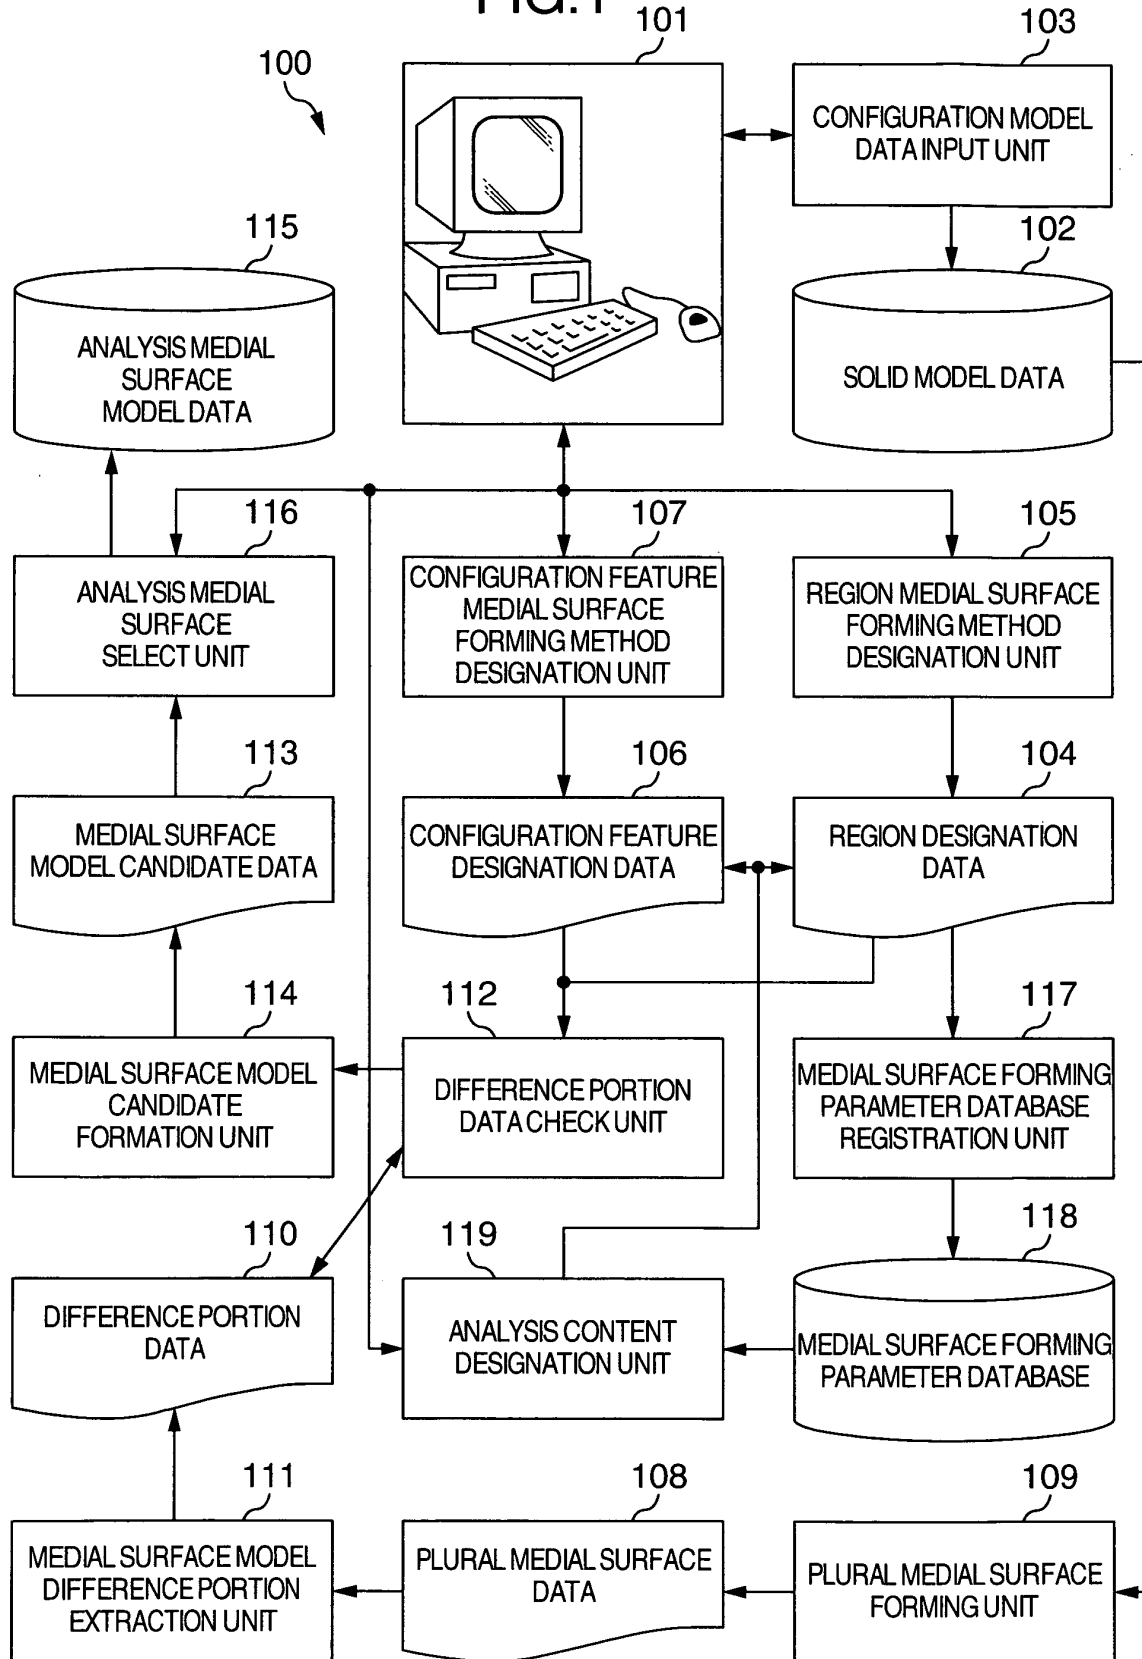 FIG.1
101
103
100
CONFIGURATION MODEL
DATA INPUT UNIT
115
102
ANALYSIS MEDIAL
SURFACE
MODEL DATA
SOLID MODEL DATA
116
107
105
ANALYSIS MEDIAL
SURFACE
SELECT UNIT
CONFIGURATION FEATURE
MEDIAL SURFACE
FORMING METHOD
DESIGNATION UNIT
REGION MEDIAL SURFACE
FORMING METHOD
DESIGNATION UNIT
113
106
104
MEDIAL SURFACE
MODEL CANDIDATE DATA
CONFIGURATION FEATURE
DESIGNATION DATA
REGION DESIGNATION
DATA
114
112
117
MEDIAL SURFACE MODEL
CANDIDATE
FORMATION UNIT
DIFFERENCE PORTION
DATA CHECK UNIT
MEDIAL SURFACE FORMING
PARAMETER DATABASE
REGISTRATION UNIT
110
119
118
DIFFERENCE PORTION
DATA
ANALYSIS CONTENT
DESIGNATION UNIT
MEDIAL SURFACE FORMING
PARAMETER DATABASE
111
108
109
MEDIAL SURFACE MODEL
DIFFERENCE PORTION
EXTRACTION UNIT
PLURAL MEDIAL SURFACE
DATA
PLURAL MEDIAL SURFACE
FORMING UNIT